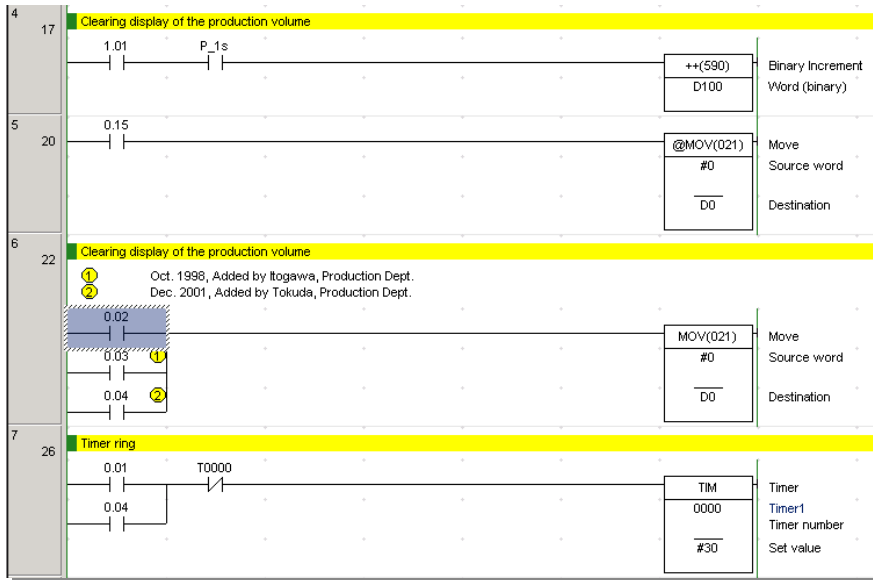 4
17
Clearing display of the production volume
1.01 P_1s
++(590) Binary Increment
D100 Word (binary)
5
20
0.15
@MOV(021) Move
#0 Source word
D0 Destination
6
22
Clearing display of the production volume
1 Oct. 1998, Added by Itogawa, Production Dept.
2 Dec. 2001, Added by Tokuda, Production Dept.
0.02
MOV(021) Move
0.03 1 #0 Source word
0.04 2 D0 Destination
7
26
Timer ring
0.01 T0000
TIM Timer
0.04 0000 Timer1
Timer number
#30 Set value